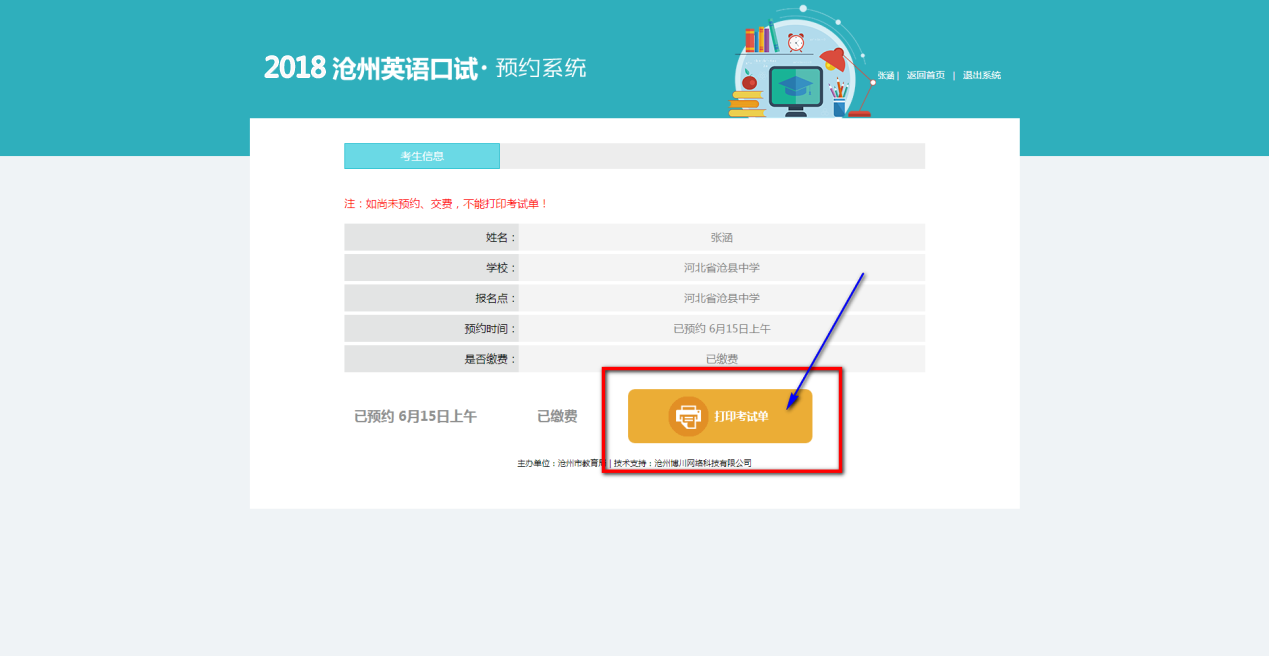 2018 沧州英语口试·预约系统
张涵 | 返回首页 | 退出系统
考生信息
注：如尚未预约、交费，不能打印考试单！
姓名： 张涵
学校： 河北省沧县中学
报名点： 河北省沧县中学
预约时间： 已预约 6月15日上午
是否缴费： 已缴费
已预约 6月15日上午 已缴费 打印考试单
主办单位：沧州市教育局 | 技术支持：沧州博川网络科技有限公司